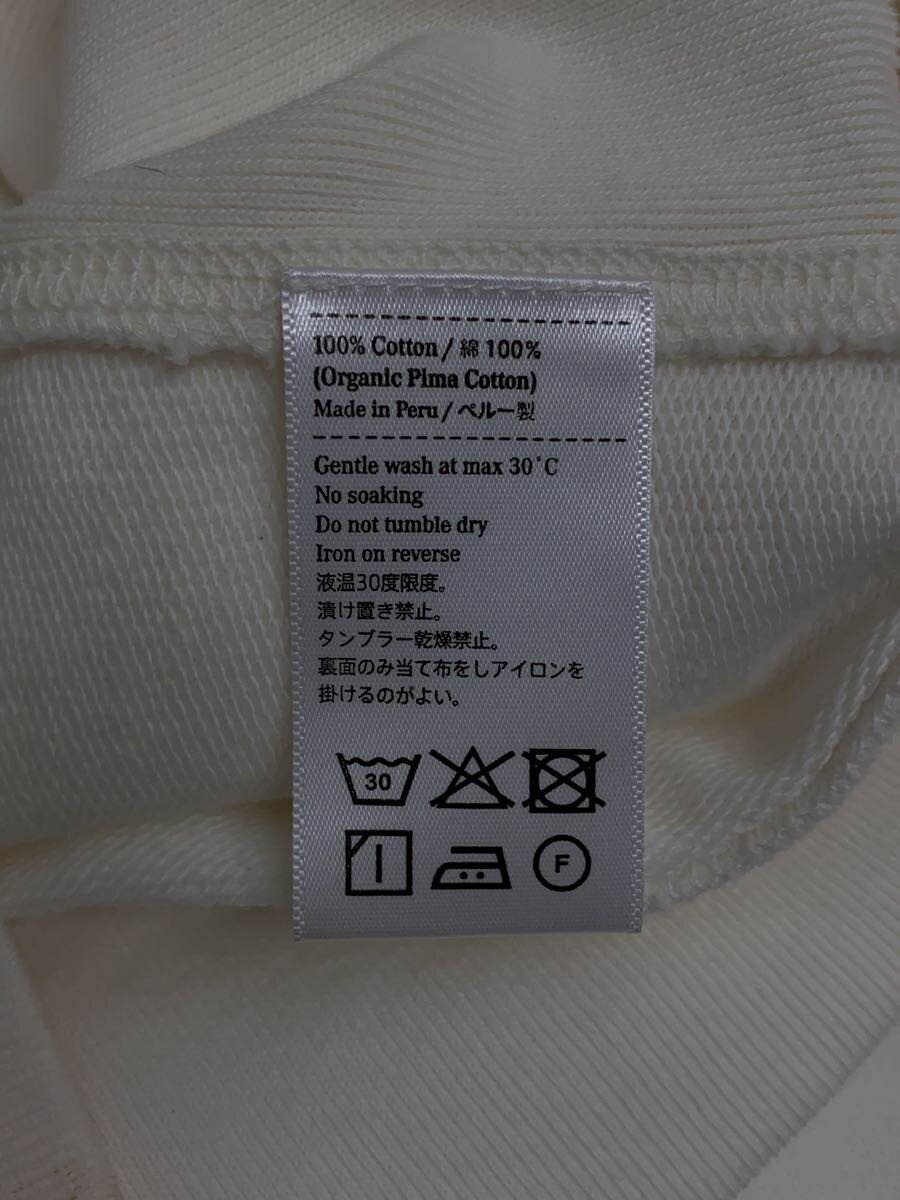 100% Cotton / 綿 100%
(Organic Pima Cotton)
Made in Peru / ペルー製
Gentle wash at max 30°C
No soaking
Do not tumble dry
Iron on reverse
液温30度限度。
漬け置き禁止。
タンブラー乾燥禁止。
裏面のみ当て布をしアイロンを
掛けるのがよい。
30
F